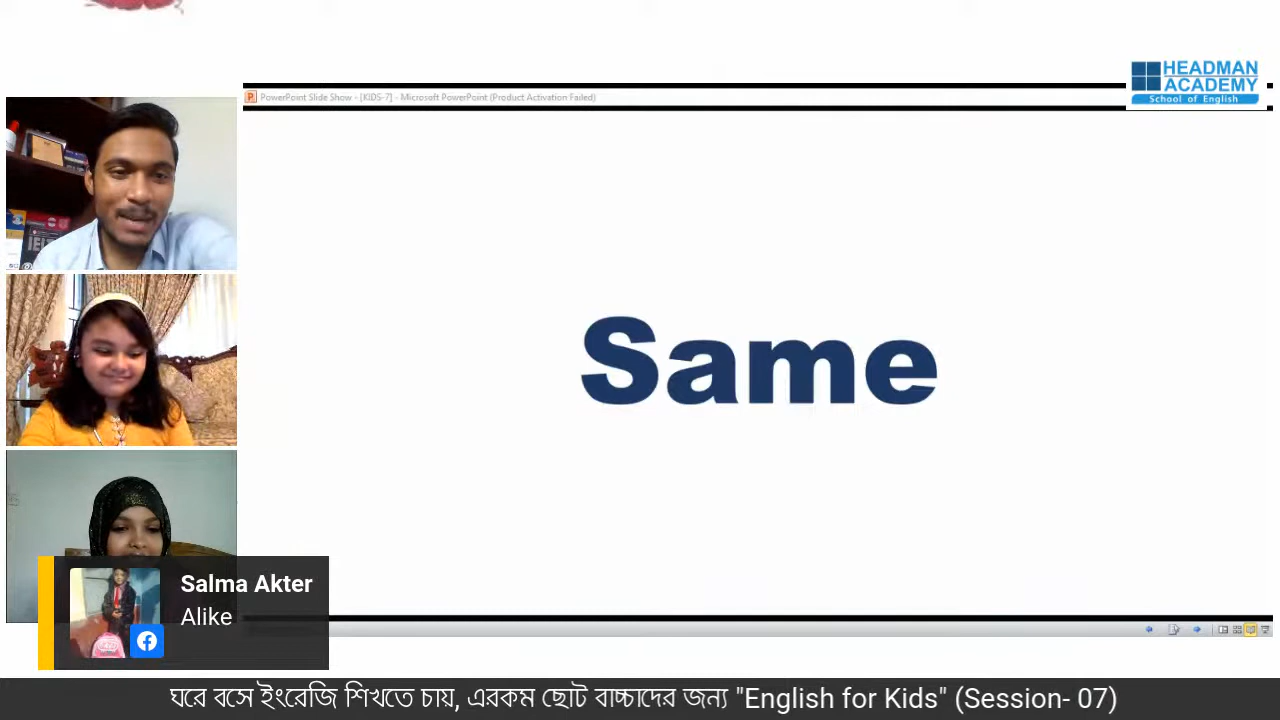 HEADMAN
ACADEMY
School of English
PowerPoint Slide Show - [KIDS-7] - Microsoft PowerPoint (Product Activation Failed)
IELTS
Same
Salma Akter
Alike
ঘরে বসে ইংরেজি শিখতে চায়, এরকম ছোট বাচ্চাদের জন্য "English for Kids" (Session- 07)